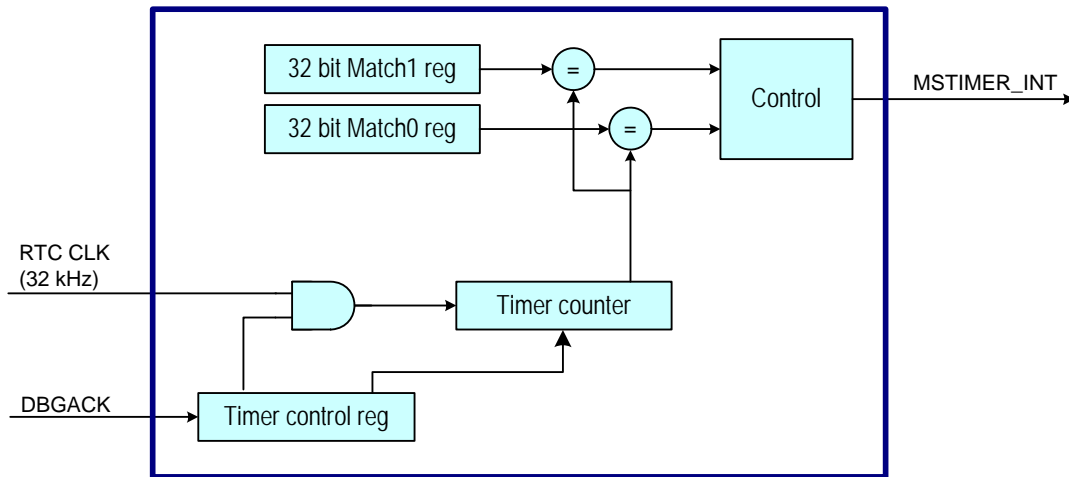 32 bit Match1 reg
=
Control
MSTIMER_INT
32 bit Match0 reg
=
RTC CLK
(32 kHz)
Timer counter
DBGACK
Timer control reg